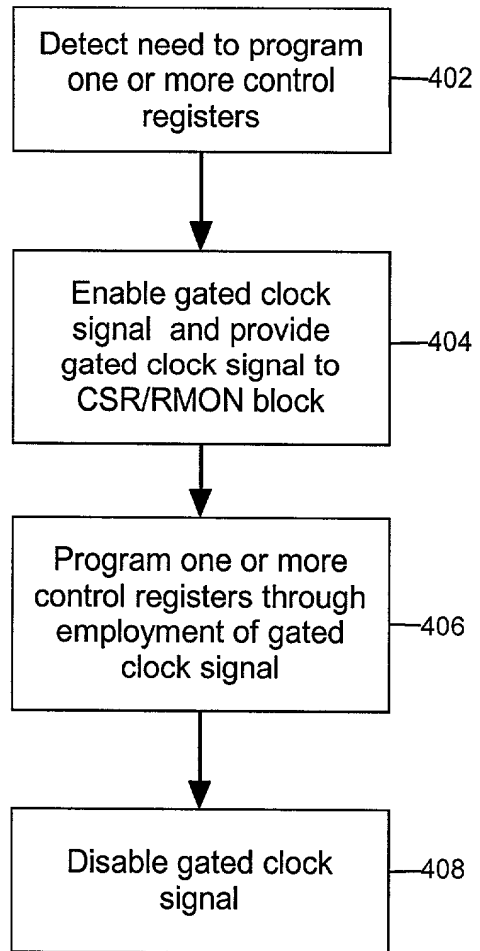 Detect need to program
one or more control
registers
402
Enable gated clock
signal and provide
gated clock signal to
CSR/RMON block
404
Program one or more
control registers through
employment of gated
clock signal
406
Disable gated clock
signal
408